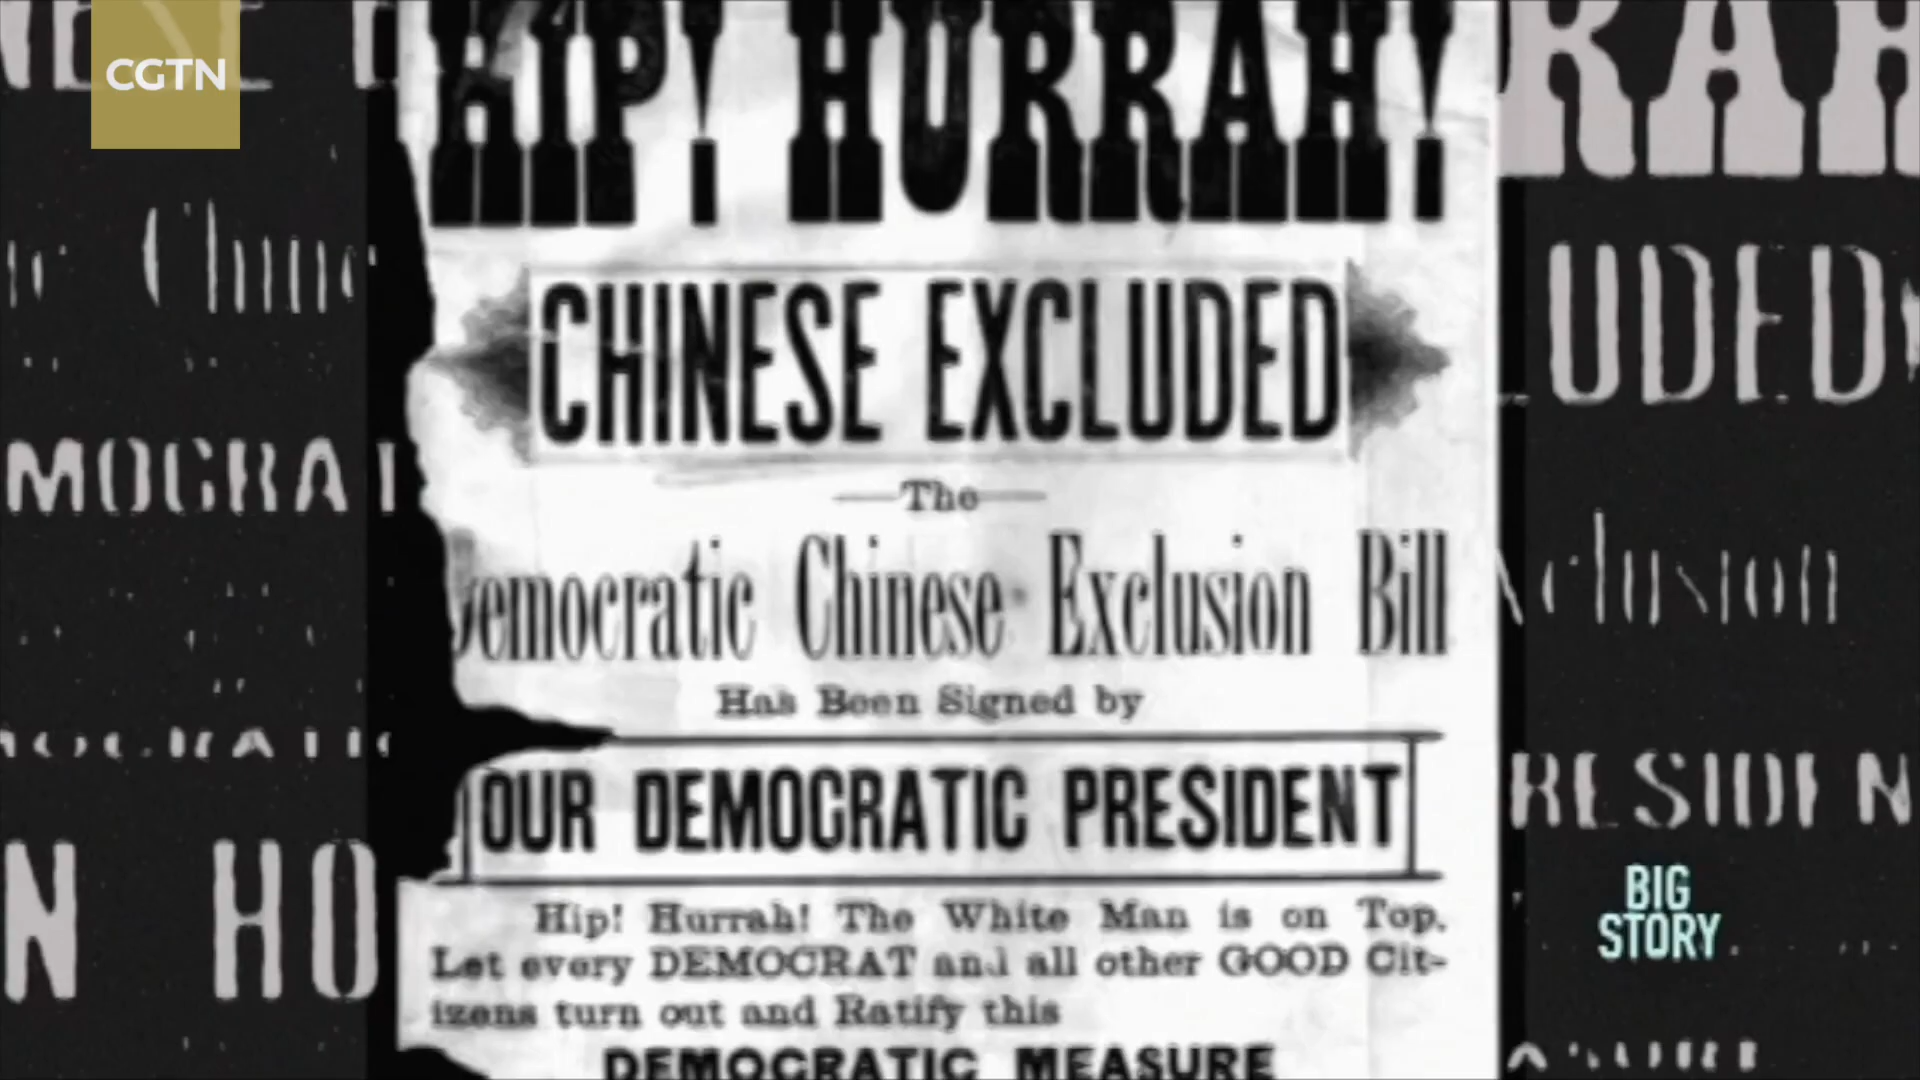 CGTN
HIP! HURRAH!
CHINESE EXCLUDED
The
Democratic Chinese Exclusion Bill
Has Been Signed by
OUR DEMOCRATIC PRESIDENT
Hip! Hurrah! The White Man is on Top.
Let every DEMOCRAT and all other GOOD Cit-
izens turn out and Ratify this
DEMOCRATIC MEASURE
BIG
STORY